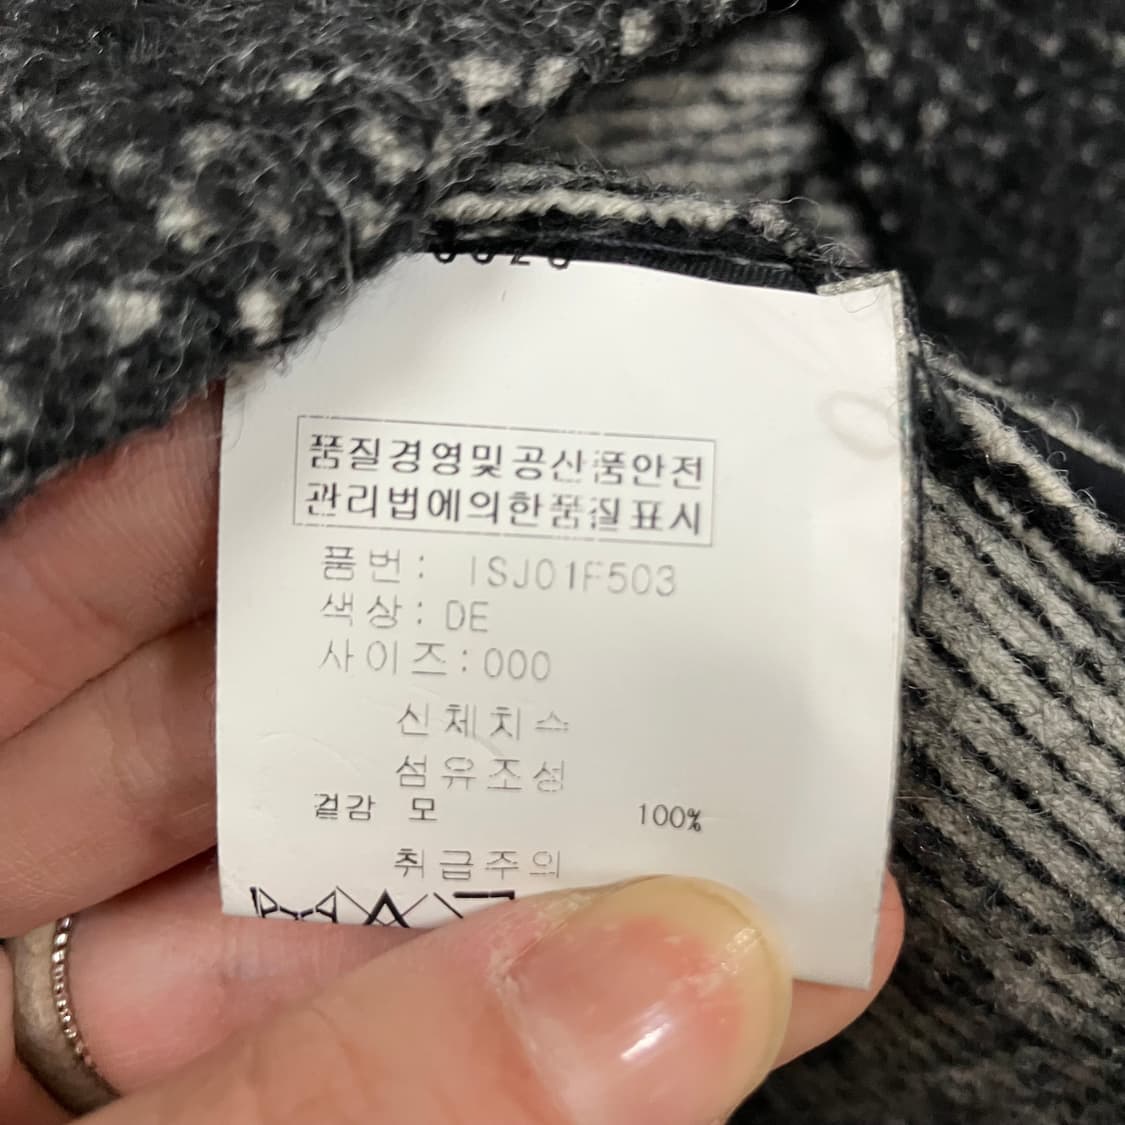 품질경영및공산품안전
관리법에의한품질표시
품번: ISJ01F503
색상: DE
사이즈: 000
신체치수
섬유조성
겉감 모 100%
취급주의